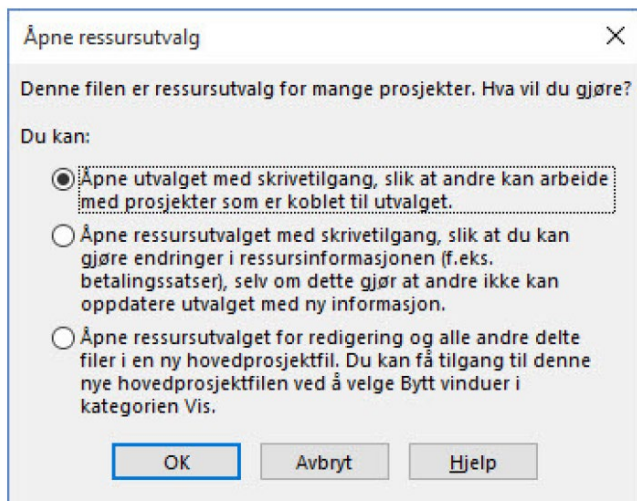 Åpne ressursutvalg
Denne filen er ressursutvalg for mange prosjekter. Hva vil du gjøre?
Du kan:
Åpne utvalget med skrivetilgang, slik at andre kan arbeide
med prosjekter som er koblet til utvalget.
Åpne ressursutvalget med skrivetilgang, slik at du kan
gjøre endringer i ressursinformasjonen (f.eks.
betalingssatser), selv om dette gjør at andre ikke kan
oppdatere utvalget med ny informasjon.
Åpne ressursutvalget for redigering og alle andre delte
filer i en ny hovedprosjektfil. Du kan få tilgang til denne
nye hovedprosjektfilen ved å velge Bytt vinduer i
kategorien Vis.
OK Avbryt Hjelp